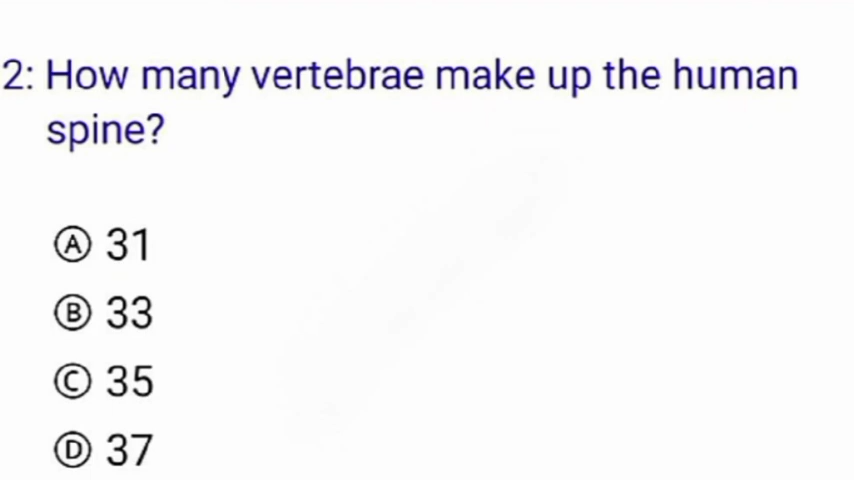 2: How many vertebrae make up the human
spine?
Ⓐ 31
Ⓑ 33
Ⓒ 35
Ⓓ 37